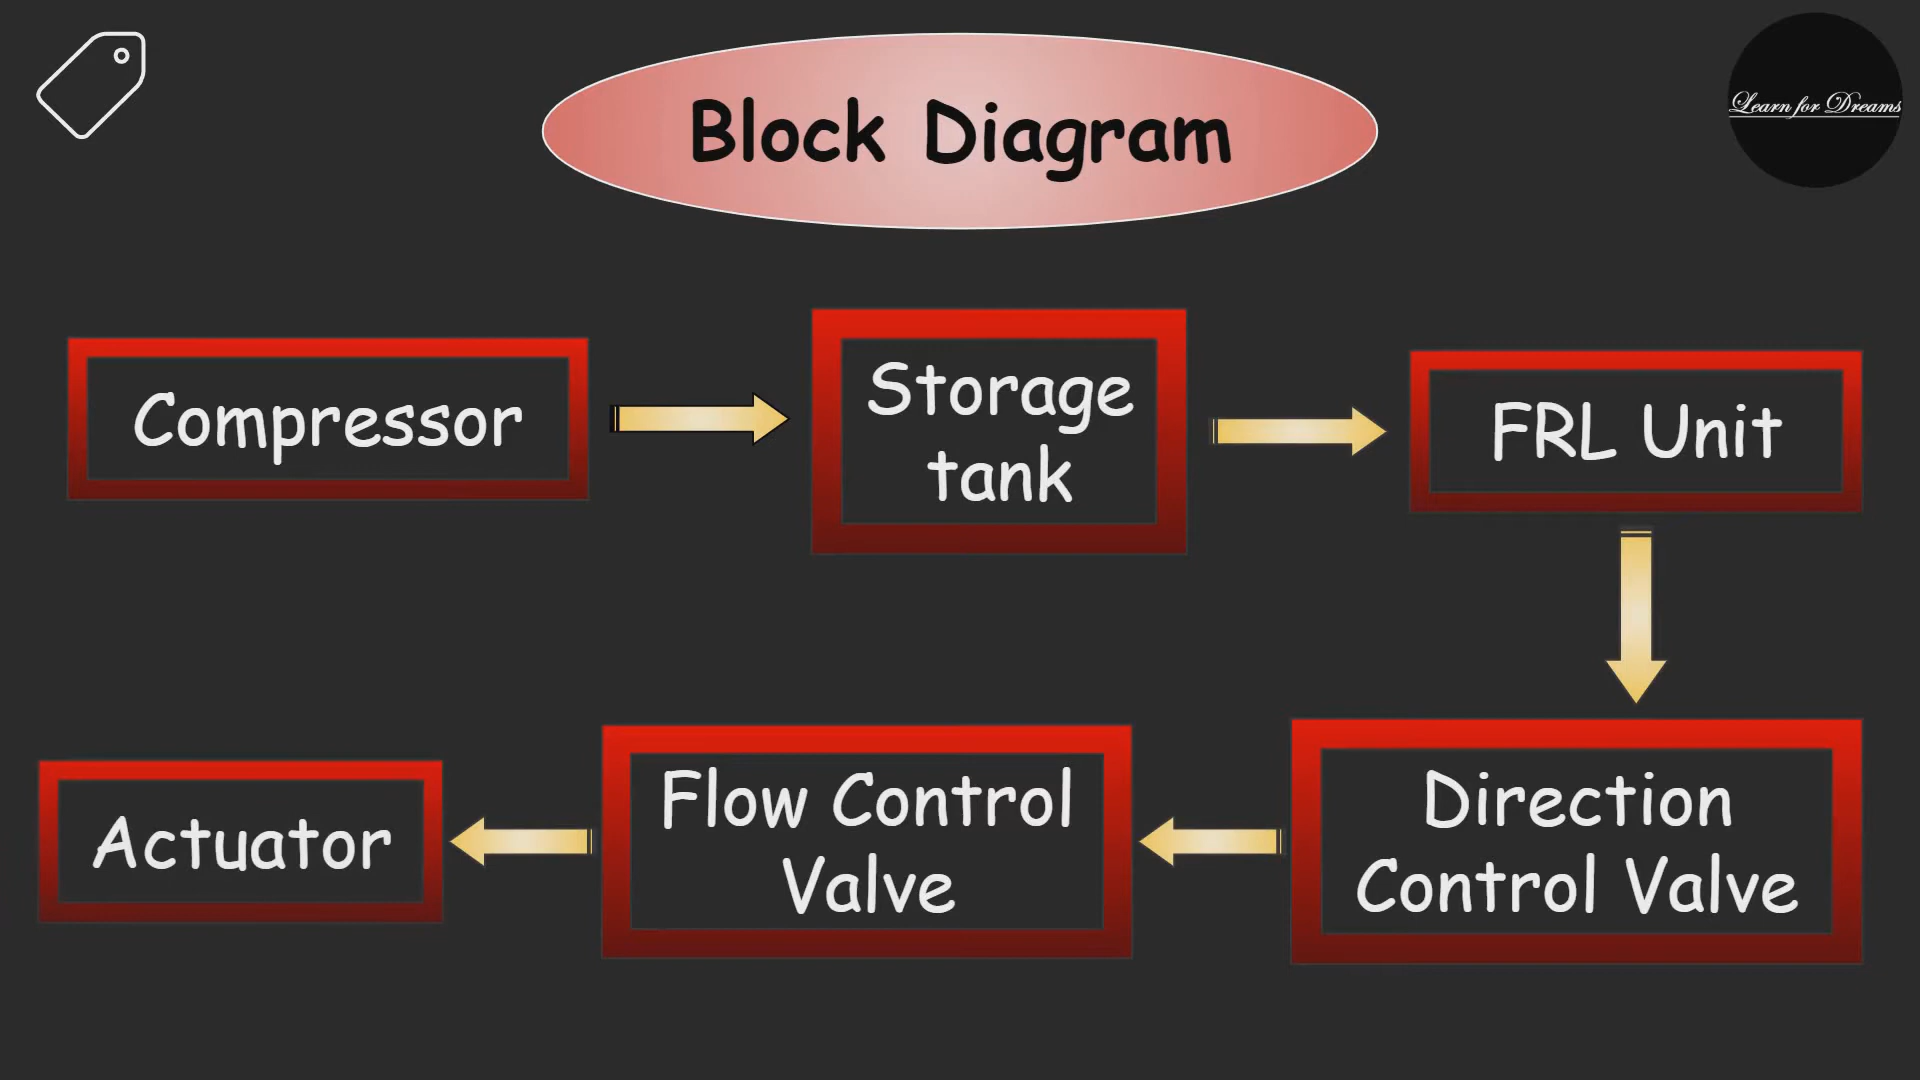 Block Diagram
Learn for Dreams
Compressor
Storage
tank
FRL Unit
Direction
Control Valve
Flow Control
Valve
Actuator